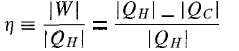 η ≡ |W| / |Q_H| = (|Q_H| − |Q_C|) / |Q_H|